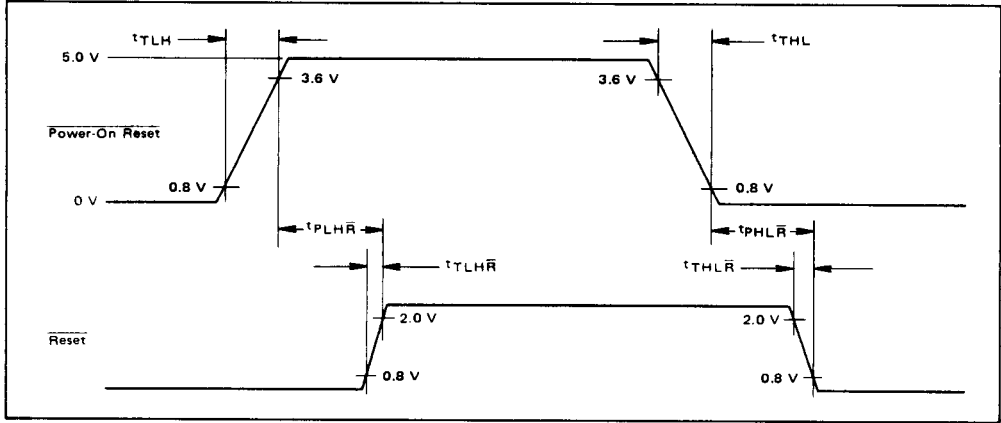 tTLH
tTHL
5.0 V
3.6 V
3.6 V
Power-On Reset
0.8 V
0.8 V
0 V
tPLHR̅
tPHLR̅
tTLHR̅
tTHLR̅
2.0 V
2.0 V
Reset
0.8 V
0.8 V